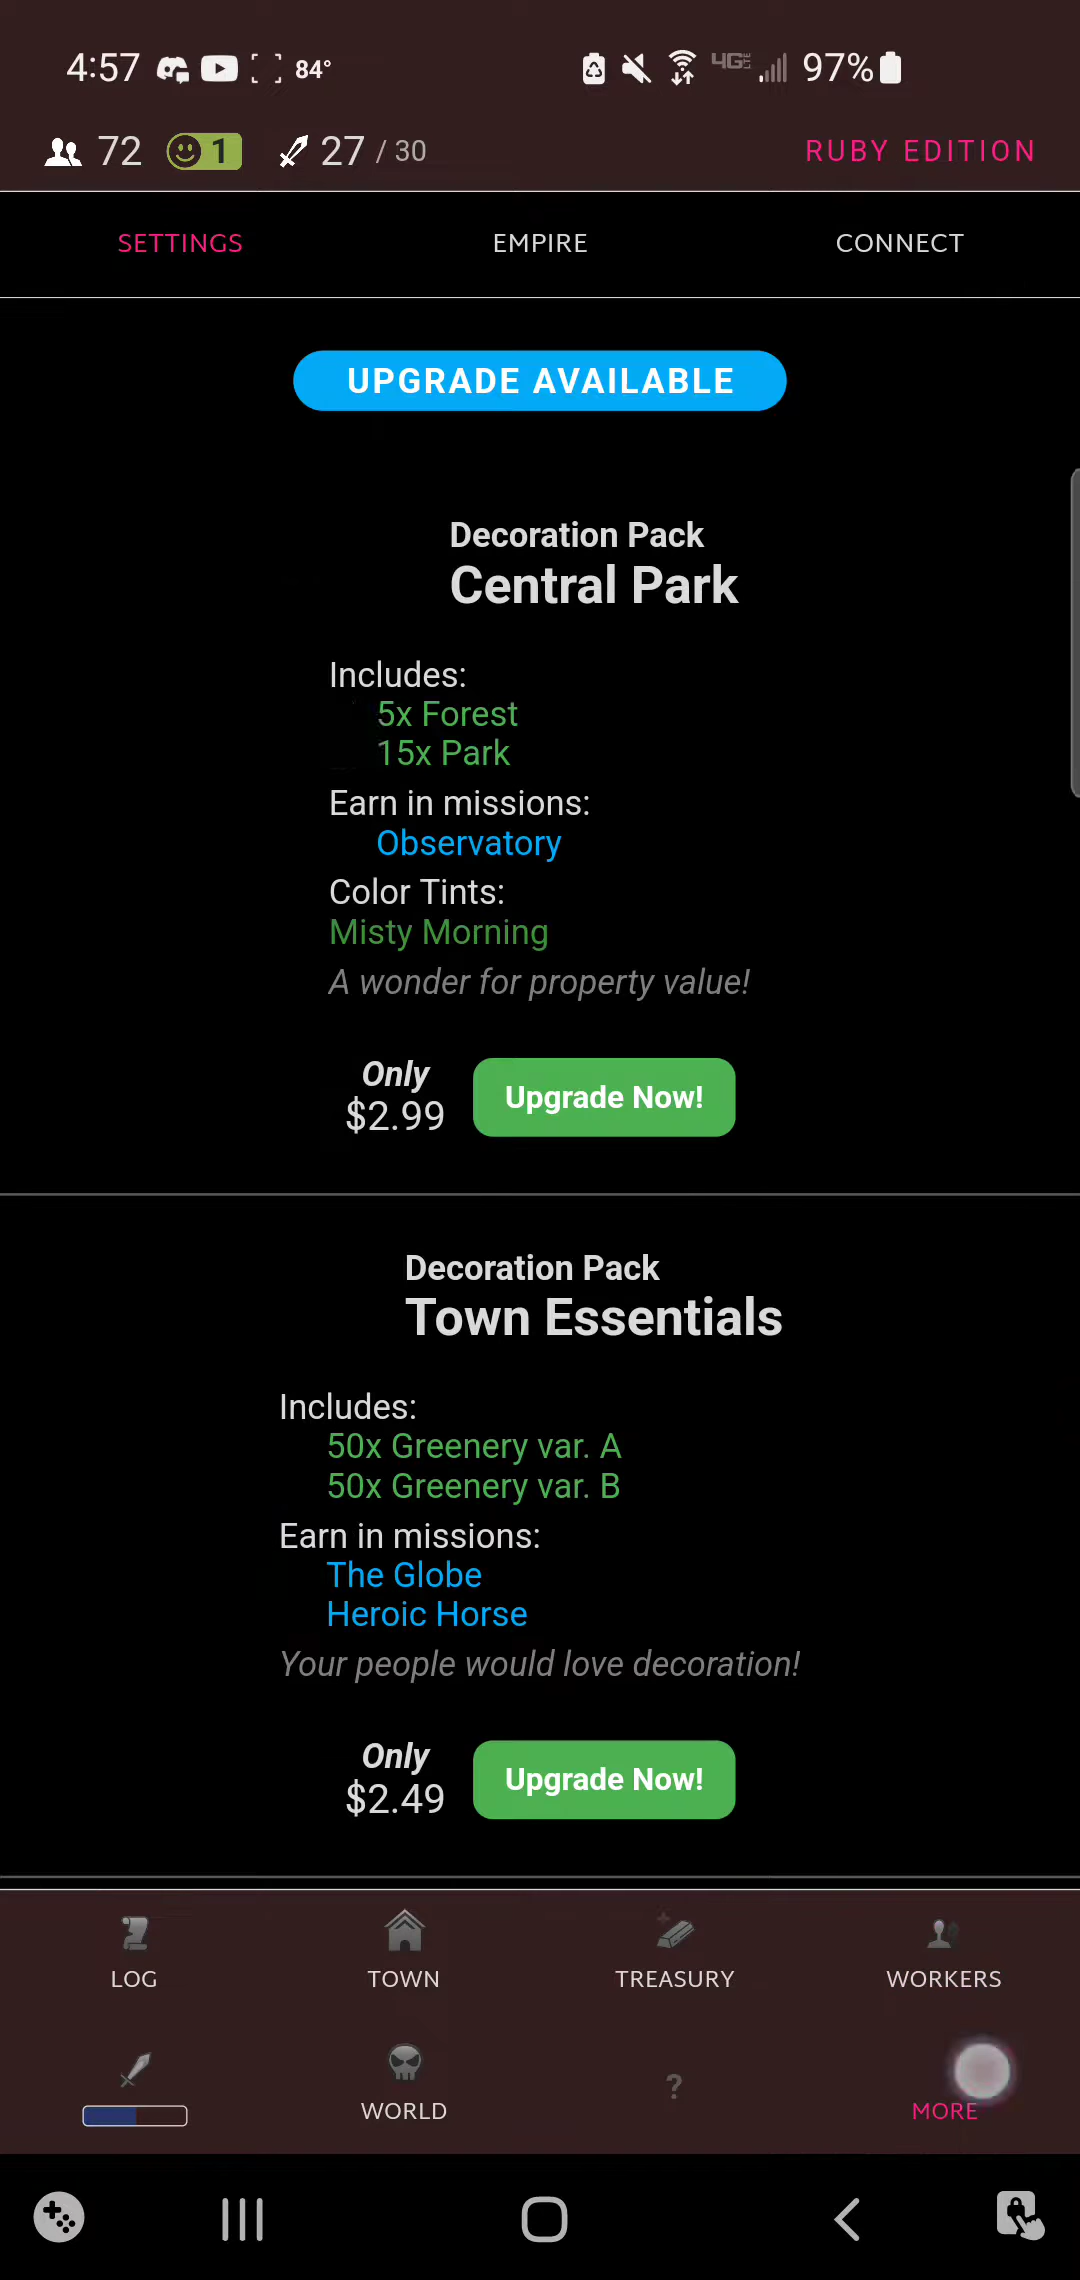 4:57 84° 4G LTE 97%
72 1 27 / 30 RUBY EDITION
SETTINGS EMPIRE CONNECT
UPGRADE AVAILABLE
Decoration Pack
Central Park
Includes:
5x Forest
15x Park
Earn in missions:
Observatory
Color Tints:
Misty Morning
A wonder for property value!
Only
$2.99
Upgrade Now!
Decoration Pack
Town Essentials
Includes:
50x Greenery var. A
50x Greenery var. B
Earn in missions:
The Globe
Heroic Horse
Your people would love decoration!
Only
$2.49
Upgrade Now!
LOG TOWN TREASURY WORKERS
WORLD ? MORE